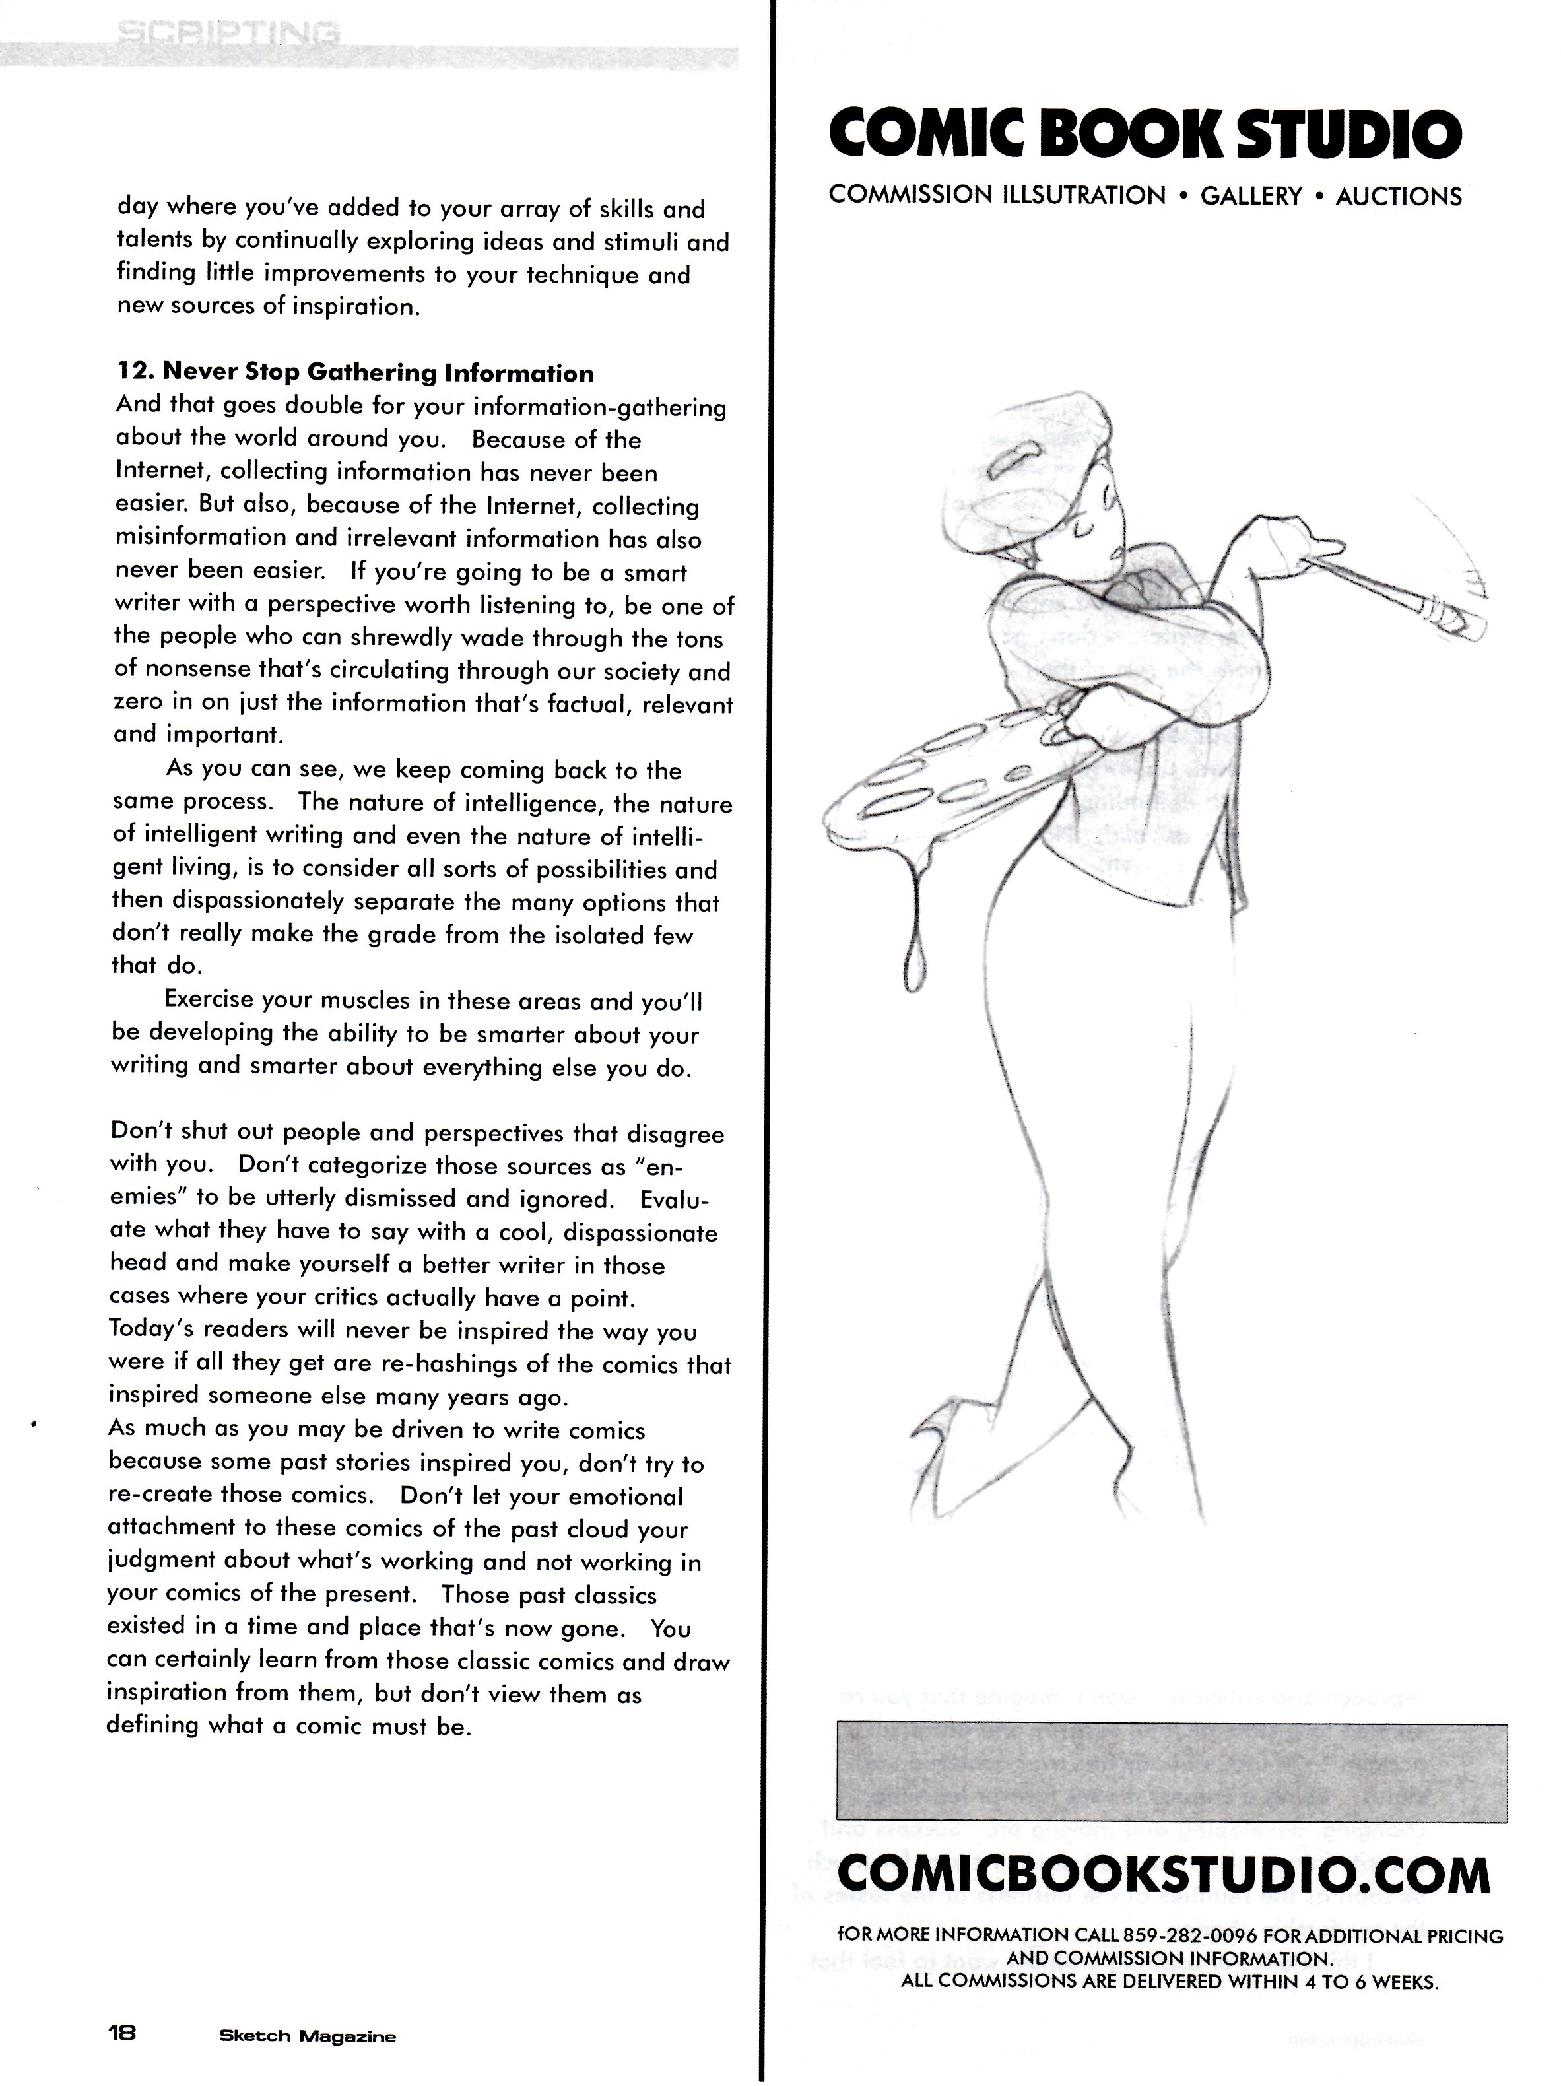 SCRIPTING
day where you've added to your array of skills and
talents by continually exploring ideas and stimuli and
finding little improvements to your technique and
new sources of inspiration.
12. Never Stop Gathering Information
And that goes double for your information-gathering
about the world around you. Because of the
Internet, collecting information has never been
easier. But also, because of the Internet, collecting
misinformation and irrelevant information has also
never been easier. If you're going to be a smart
writer with a perspective worth listening to, be one of
the people who can shrewdly wade through the tons
of nonsense that's circulating through our society and
zero in on just the information that's factual, relevant
and important.
As you can see, we keep coming back to the
same process. The nature of intelligence, the nature
of intelligent writing and even the nature of intelli-
gent living, is to consider all sorts of possibilities and
then dispassionately separate the many options that
don't really make the grade from the isolated few
that do.
Exercise your muscles in these areas and you'll
be developing the ability to be smarter about your
writing and smarter about everything else you do.
Don't shut out people and perspectives that disagree
with you. Don't categorize those sources as "en-
emies" to be utterly dismissed and ignored. Evalu-
ate what they have to say with a cool, dispassionate
head and make yourself a better writer in those
cases where your critics actually have a point.
Today's readers will never be inspired the way you
were if all they get are re-hashings of the comics that
inspired someone else many years ago.
As much as you may be driven to write comics
because some past stories inspired you, don't try to
re-create those comics. Don't let your emotional
attachment to these comics of the past cloud your
judgment about what's working and not working in
your comics of the present. Those past classics
existed in a time and place that's now gone. You
can certainly learn from those classic comics and draw
inspiration from them, but don't view them as
defining what a comic must be.
18 Sketch Magazine
COMIC BOOK STUDIO
COMMISSION ILLSUTRATION • GALLERY • AUCTIONS
COMICBOOKSTUDIO.COM
fOR MORE INFORMATION CALL 859-282-0096 FOR ADDITIONAL PRICING
AND COMMISSION INFORMATION.
ALL COMMISSIONS ARE DELIVERED WITHIN 4 TO 6 WEEKS.